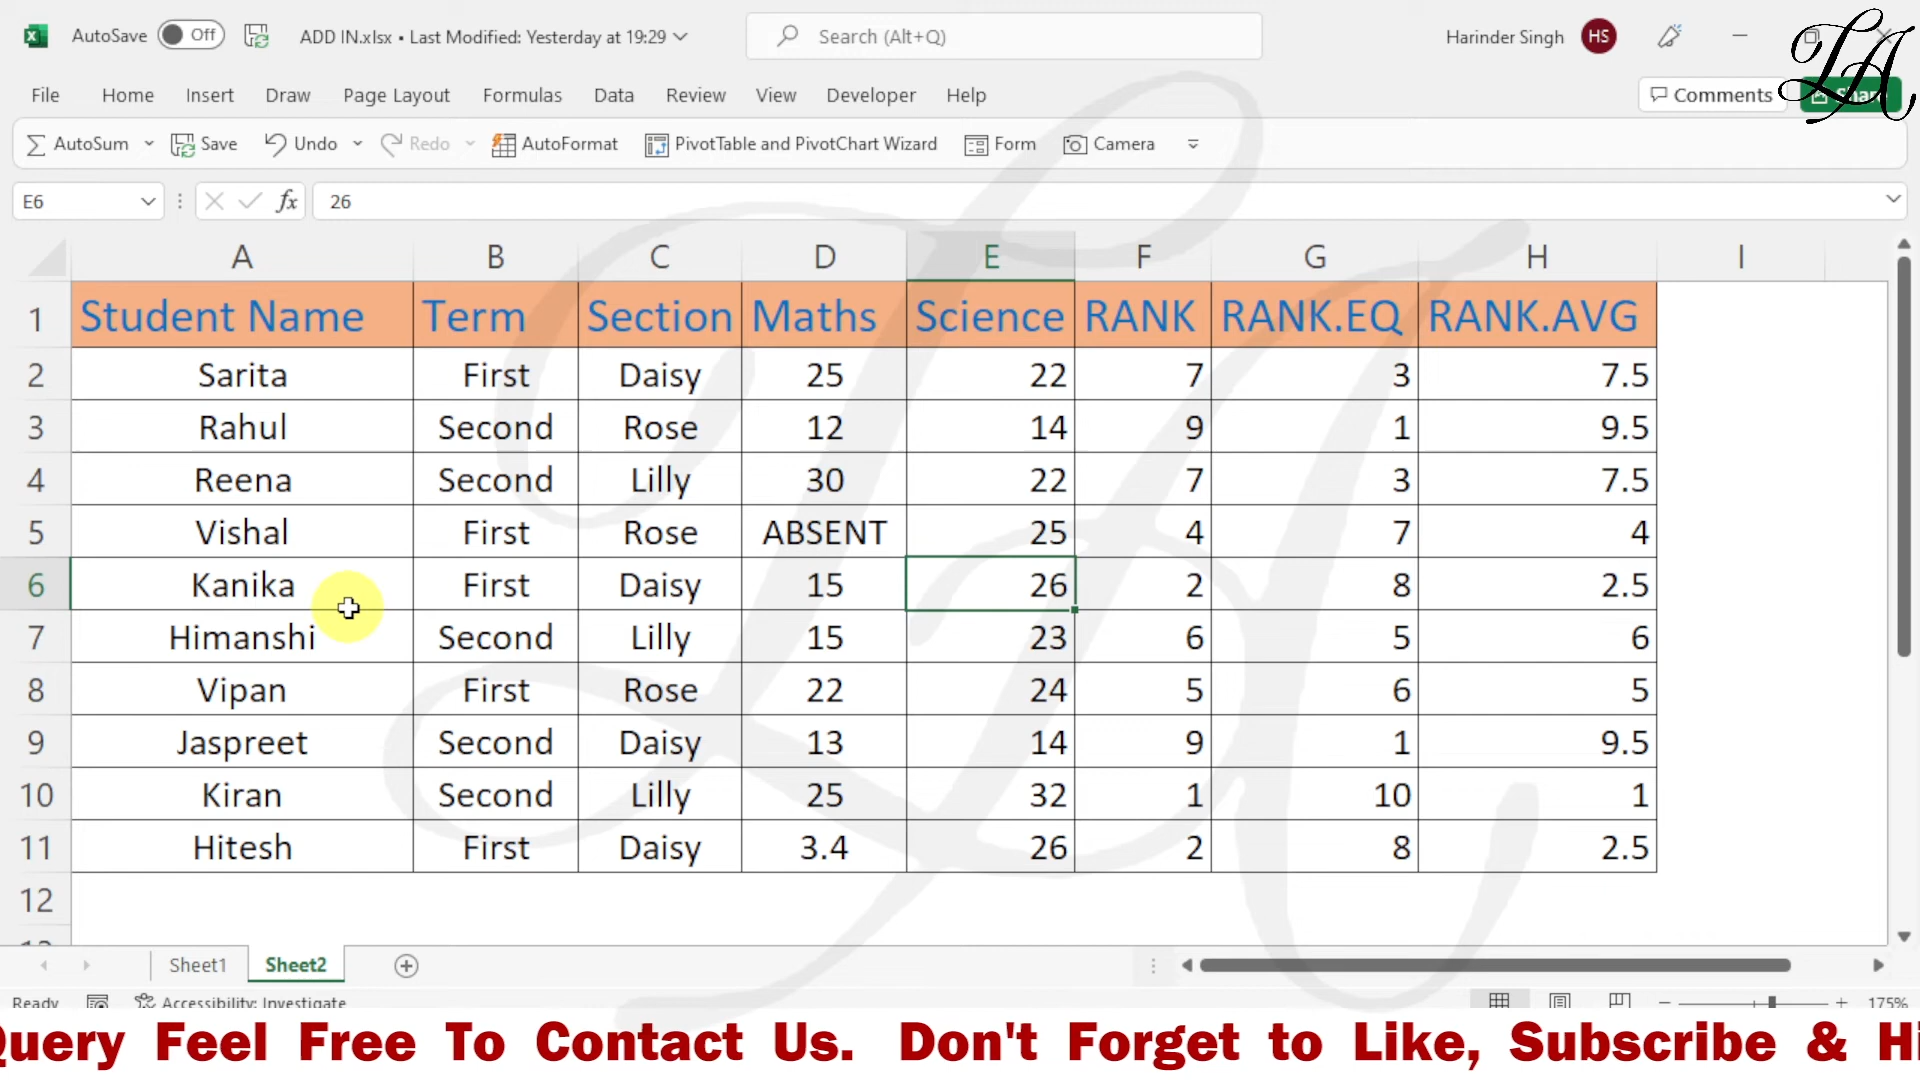 AutoSave Off ADD IN.xlsx • Last Modified: Yesterday at 19:29 Search (Alt+Q) Harinder Singh HS
File Home Insert Draw Page Layout Formulas Data Review View Developer Help Comments Share
AutoSum Save Undo Redo AutoFormat PivotTable and PivotChart Wizard Form Camera
E6 fx 26
A B C D E F G H I
1 Student Name Term Section Maths Science RANK RANK.EQ RANK.AVG
2 Sarita First Daisy 25 22 7 3 7.5
3 Rahul Second Rose 12 14 9 1 9.5
4 Reena Second Lilly 30 22 7 3 7.5
5 Vishal First Rose ABSENT 25 4 7 4
6 Kanika First Daisy 15 26 2 8 2.5
7 Himanshi Second Lilly 15 23 6 5 6
8 Vipan First Rose 22 24 5 6 5
9 Jaspreet Second Daisy 13 14 9 1 9.5
10 Kiran Second Lilly 25 32 1 10 1
11 Hitesh First Daisy 3.4 26 2 8 2.5
12
Sheet1 Sheet2
Ready Accessibility: Investigate 175%
Query Feel Free To Contact Us. Don't Forget to Like, Subscribe & Hi